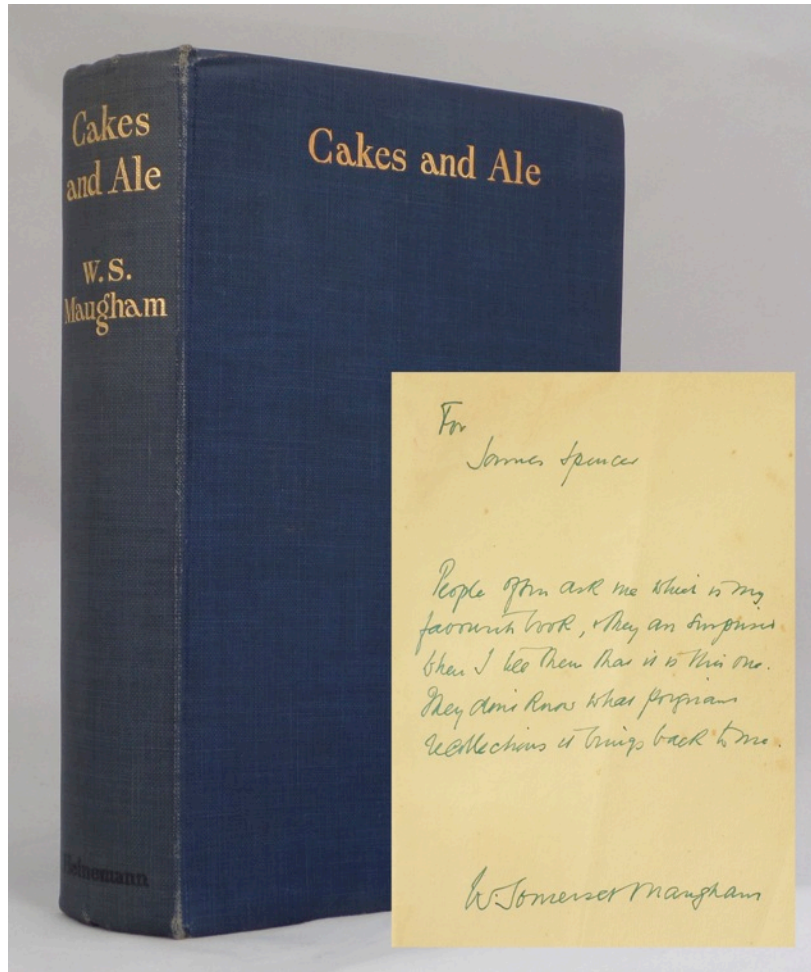 Cakes
and Ale
W. S.
Maugham
Heinemann
Cakes and Ale
For
James Spencer
People often ask me which is my
favourite book, & they are surprised
when I tell them that it is this one.
They don't know what poignant
recollections it brings back to me.
W. Somerset Maugham